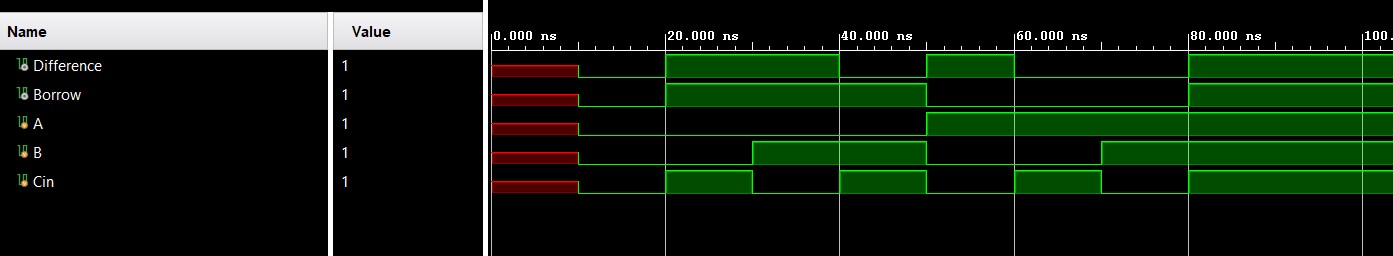 Name Value
0.000 ns 20.000 ns 40.000 ns 60.000 ns 80.000 ns 100.
Difference 1
Borrow 1
A 1
B 1
Cin 1